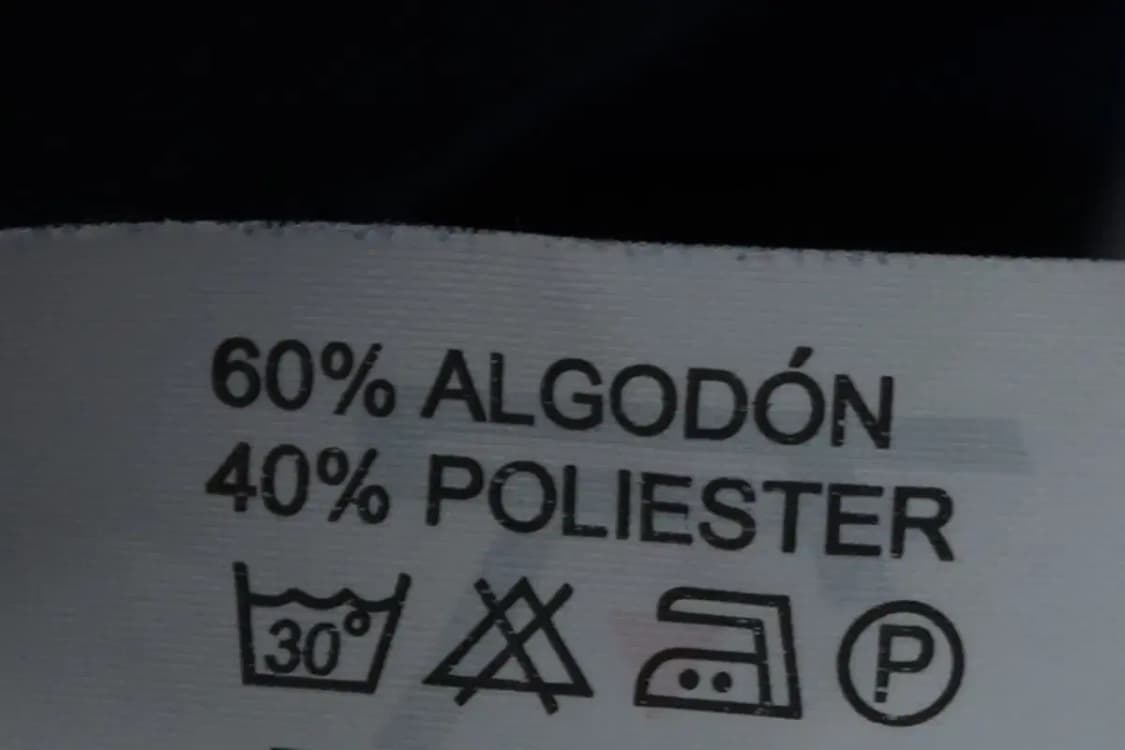 60% ALGODÓN
40% POLIESTER
30° P